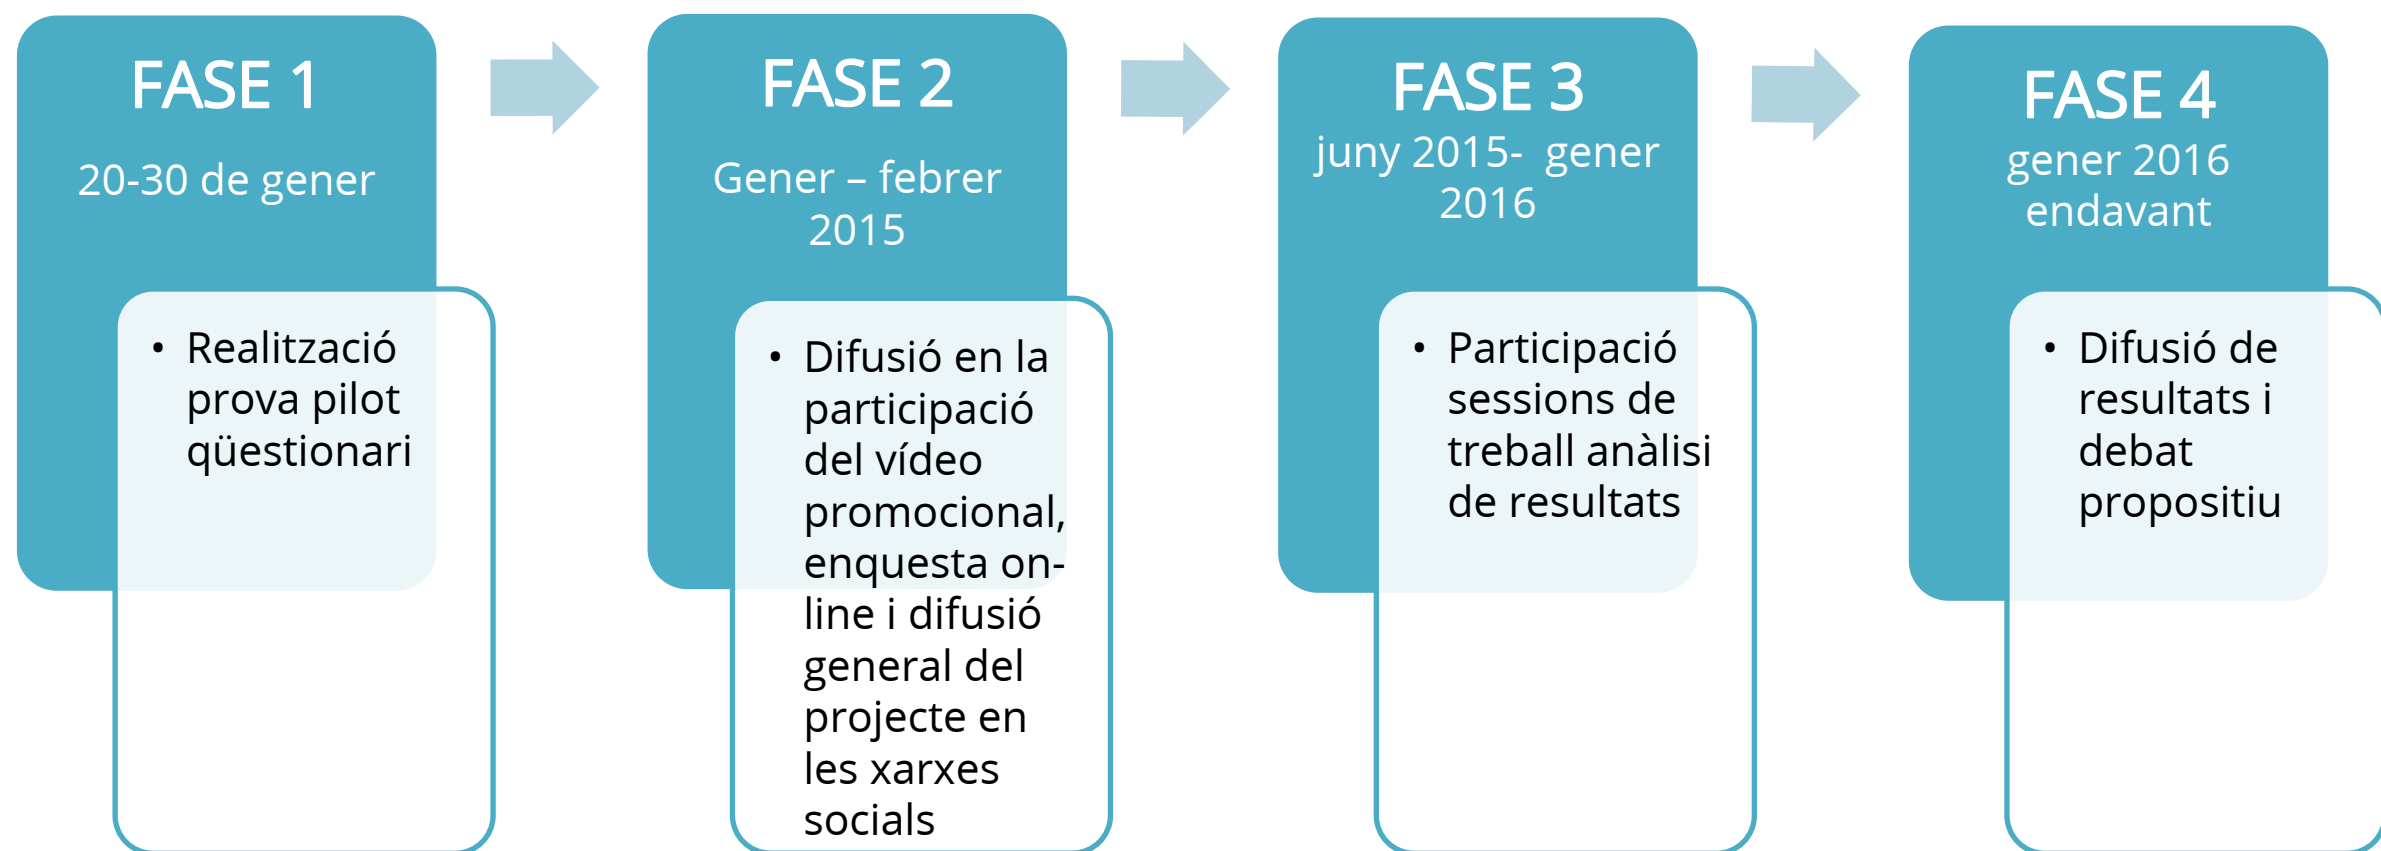 FASE 1
20-30 de gener
• Realització
prova pilot
qüestionari
FASE 2
Gener – febrer
2015
• Difusió en la
participació
del vídeo
promocional,
enquesta on-
line i difusió
general del
projecte en
les xarxes
socials
FASE 3
juny 2015-  gener
2016
• Participació
sessions de
treball anàlisi
de resultats
FASE 4
gener 2016
endavant
• Difusió de
resultats i
debat
propositiu